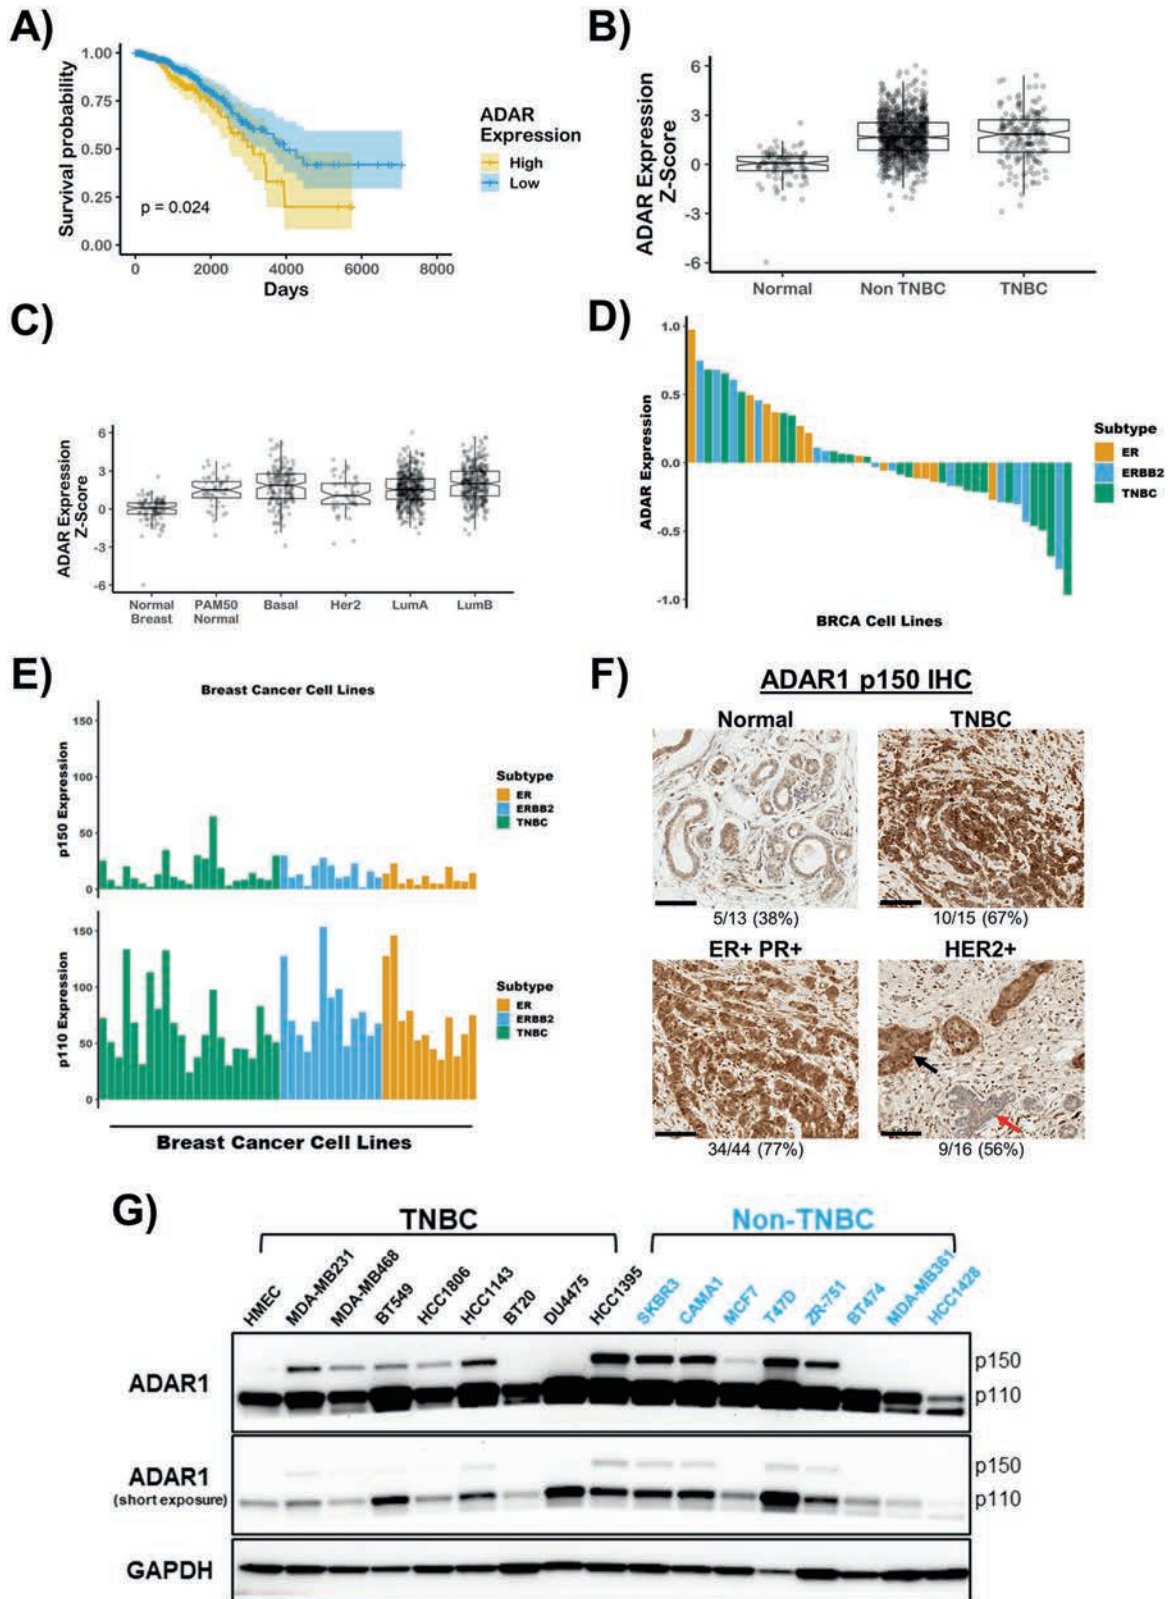 A)
Survival probability
1.00
0.75
0.50
0.25
0.00
p = 0.024
0 2000 4000 6000 8000
Days
ADAR
Expression
High
Low
B)
ADAR Expression
Z-Score
6
3
0
-3
-6
Normal Non TNBC TNBC
C)
ADAR Expression
Z-Score
6
3
0
-3
-6
Normal Breast PAM50 Normal Basal Her2 LumA LumB
D)
ADAR Expression
1.0
0.5
0.0
-0.5
-1.0
BRCA Cell Lines
Subtype
ER
ERBB2
TNBC
E)
Breast Cancer Cell Lines
p150 Expression
150
100
50
0
Subtype
ER
ERBB2
TNBC
p110 Expression
150
100
50
0
Subtype
ER
ERBB2
TNBC
Breast Cancer Cell Lines
F)
ADAR1 p150 IHC
Normal TNBC
5/13 (38%) 10/15 (67%)
ER+ PR+ HER2+
34/44 (77%) 9/16 (56%)
G)
TNBC Non-TNBC
HMEC MDA-MB231 MDA-MB468 BT549 HCC1806 HCC1143 BT20 DU4475 HCC1395 SKBR3 CAMA1 MCF7 T47D ZR-751 BT474 MDA-MB361 HCC1428
ADAR1
p150
p110
ADAR1
(short exposure)
p150
p110
GAPDH